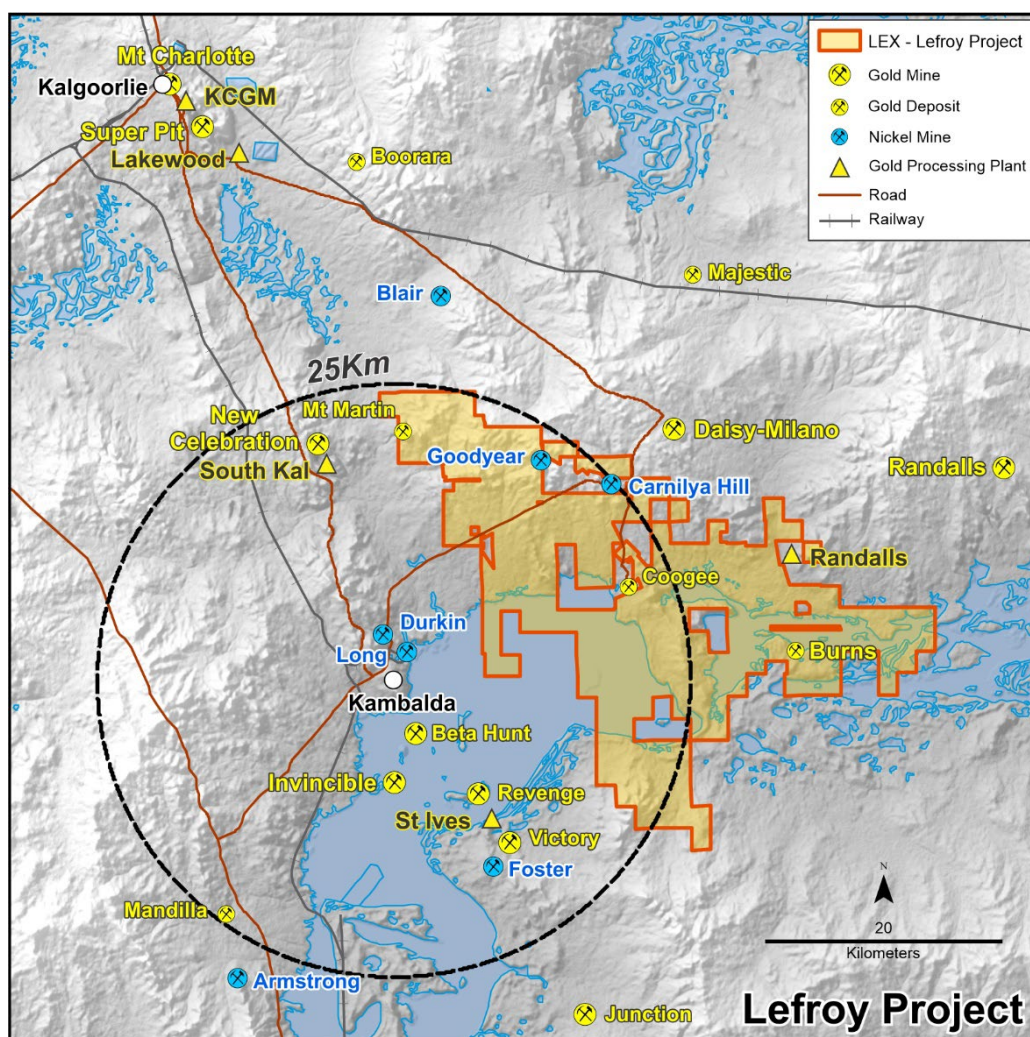 Mt Charlotte
Kalgoorlie
KCGM
Super Pit
Lakewood
Boorara
LEX - Lefroy Project
Gold Mine
Gold Deposit
Nickel Mine
Gold Processing Plant
Road
Railway
Majestic
Blair
25Km
New
Celebration
Mt Martin
South Kal
Goodyear
Daisy-Milano
Carnilya Hill
Randalls
Randalls
Coogee
Durkin
Long
Burns
Kambalda
Beta Hunt
Invincible
Revenge
St Ives
Victory
Foster
Mandilla
Armstrong
Junction
N
20
Kilometers
Lefroy Project